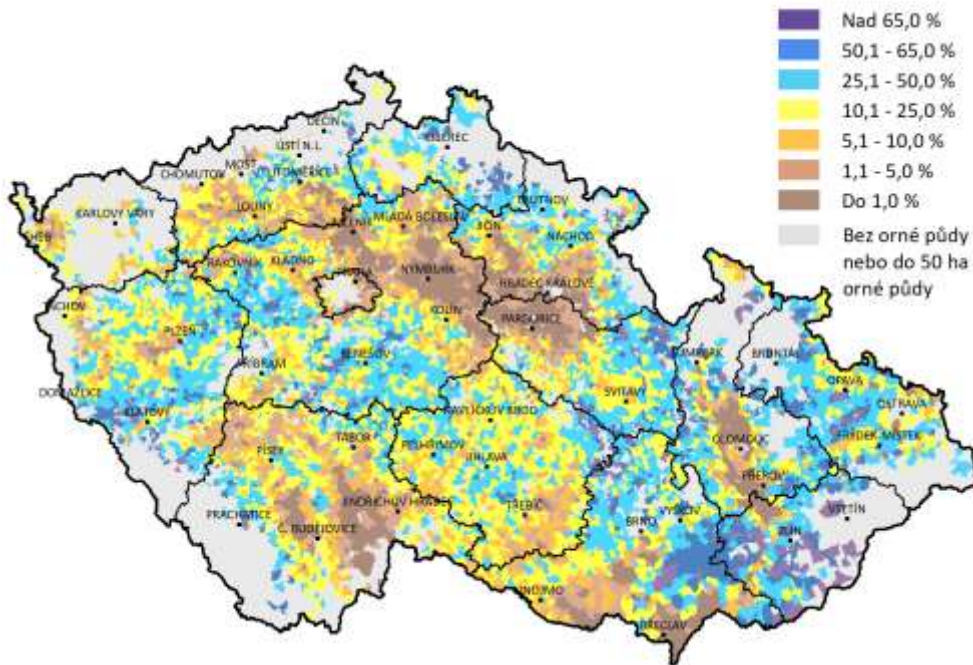 Nad 65,0 %
50,1 - 65,0 %
25,1 - 50,0 %
10,1 - 25,0 %
5,1 - 10,0 %
1,1 - 5,0 %
Do 1,0 %
Bez orné půdy
nebo do 50 ha
orné půdy
DĚČÍN
ÚSTÍ N.L.
LIBEREC
MOST
CHOMUTOV
LITOMĚŘICE
TRUTNOV
KARLOVY VARY
LOUNY
MLADÁ BOLESLAV
JIČÍN
NÁCHOD
CHEB
RAKOVNÍK
KLADNO
NYMBURK
HRADEC KRÁLOVÉ
TACHOV
KOLÍN
PARDUBICE
PLZEŇ
PŘÍBRAM
BENEŠOV
ŠUMPERK
BRUNTÁL
DOMAŽLICE
KLATOVY
SVITAVY
OPAVA
OSTRAVA
HAVLÍČKŮV BROD
FRÝDEK-MÍSTEK
TÁBOR
PELHŘIMOV
OLOMOUC
PÍSEK
JIHLAVA
PŘEROV
JINDŘICHŮV HRADEC
TŘEBÍČ
VSETÍN
PRACHATICE
Č. BUDĚJOVICE
BRNO
VYŠKOV
ZLÍN
ZNOJMO
BŘECLAV